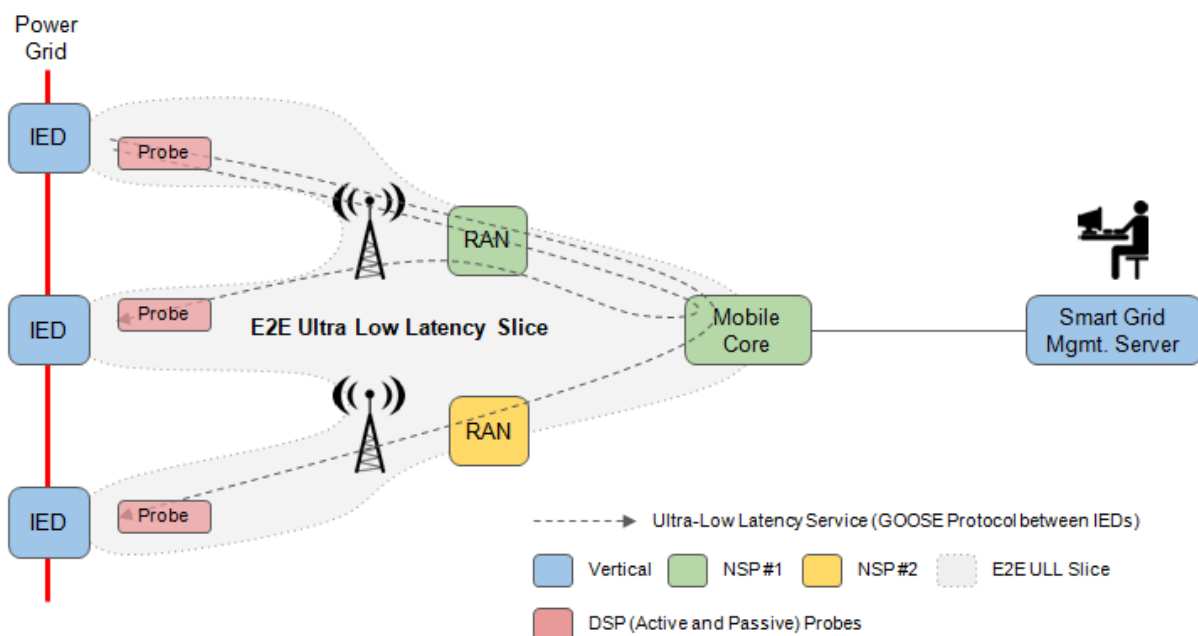 Power
Grid
IED
Probe
RAN
IED
Probe
E2E Ultra Low Latency Slice
Mobile
Core
Smart Grid
Mgmt. Server
RAN
IED
Probe
Ultra-Low Latency Service (GOOSE Protocol between IEDs)
Vertical
NSP#1
NSP#2
E2E ULL Slice
DSP (Active and Passive) Probes